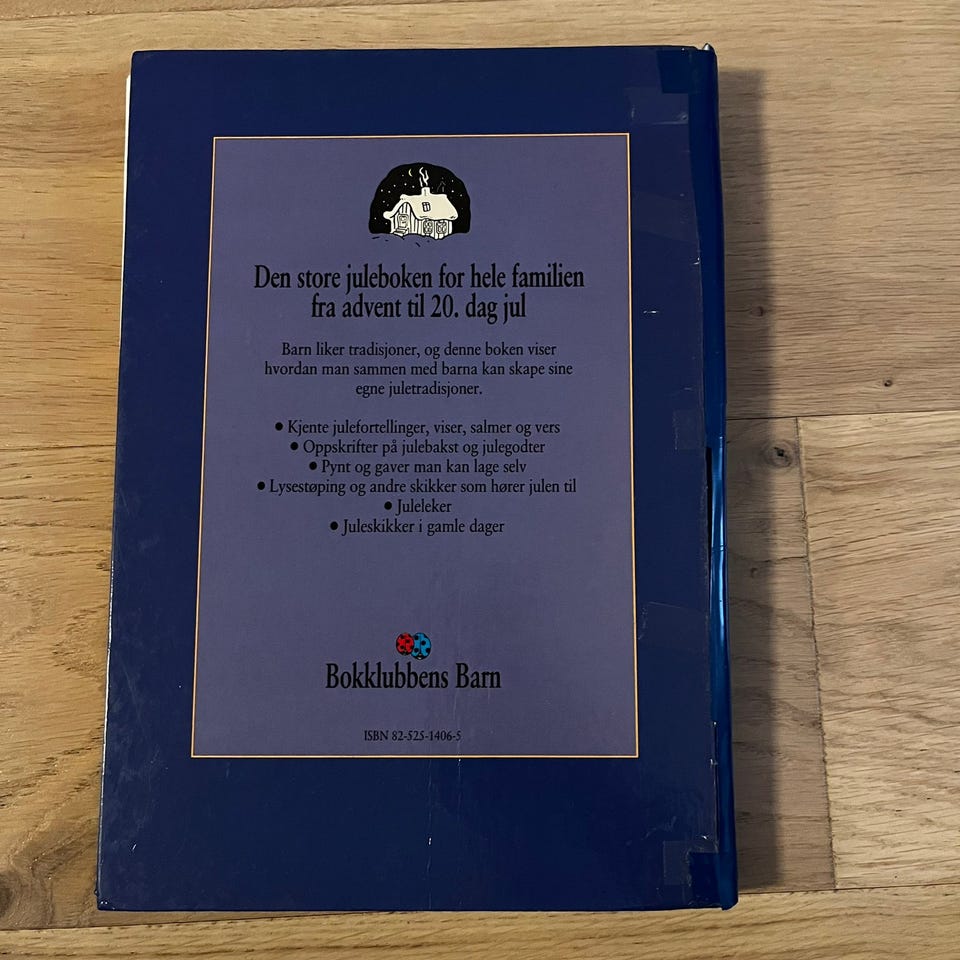 Den store juleboken for hele familien
fra advent til 20. dag jul
Barn liker tradisjoner, og denne boken viser
hvordan man sammen med barna kan skape sine
egne juletradisjoner.
• Kjente julefortellinger, viser, salmer og vers
• Oppskrifter på julebakst og julegodter
• Pynt og gaver man kan lage selv
• Lysestøping og andre skikker som hører julen til
• Juleleker
• Juleskikker i gamle dager
Bokklubbens Barn
ISBN 82-525-1406-5